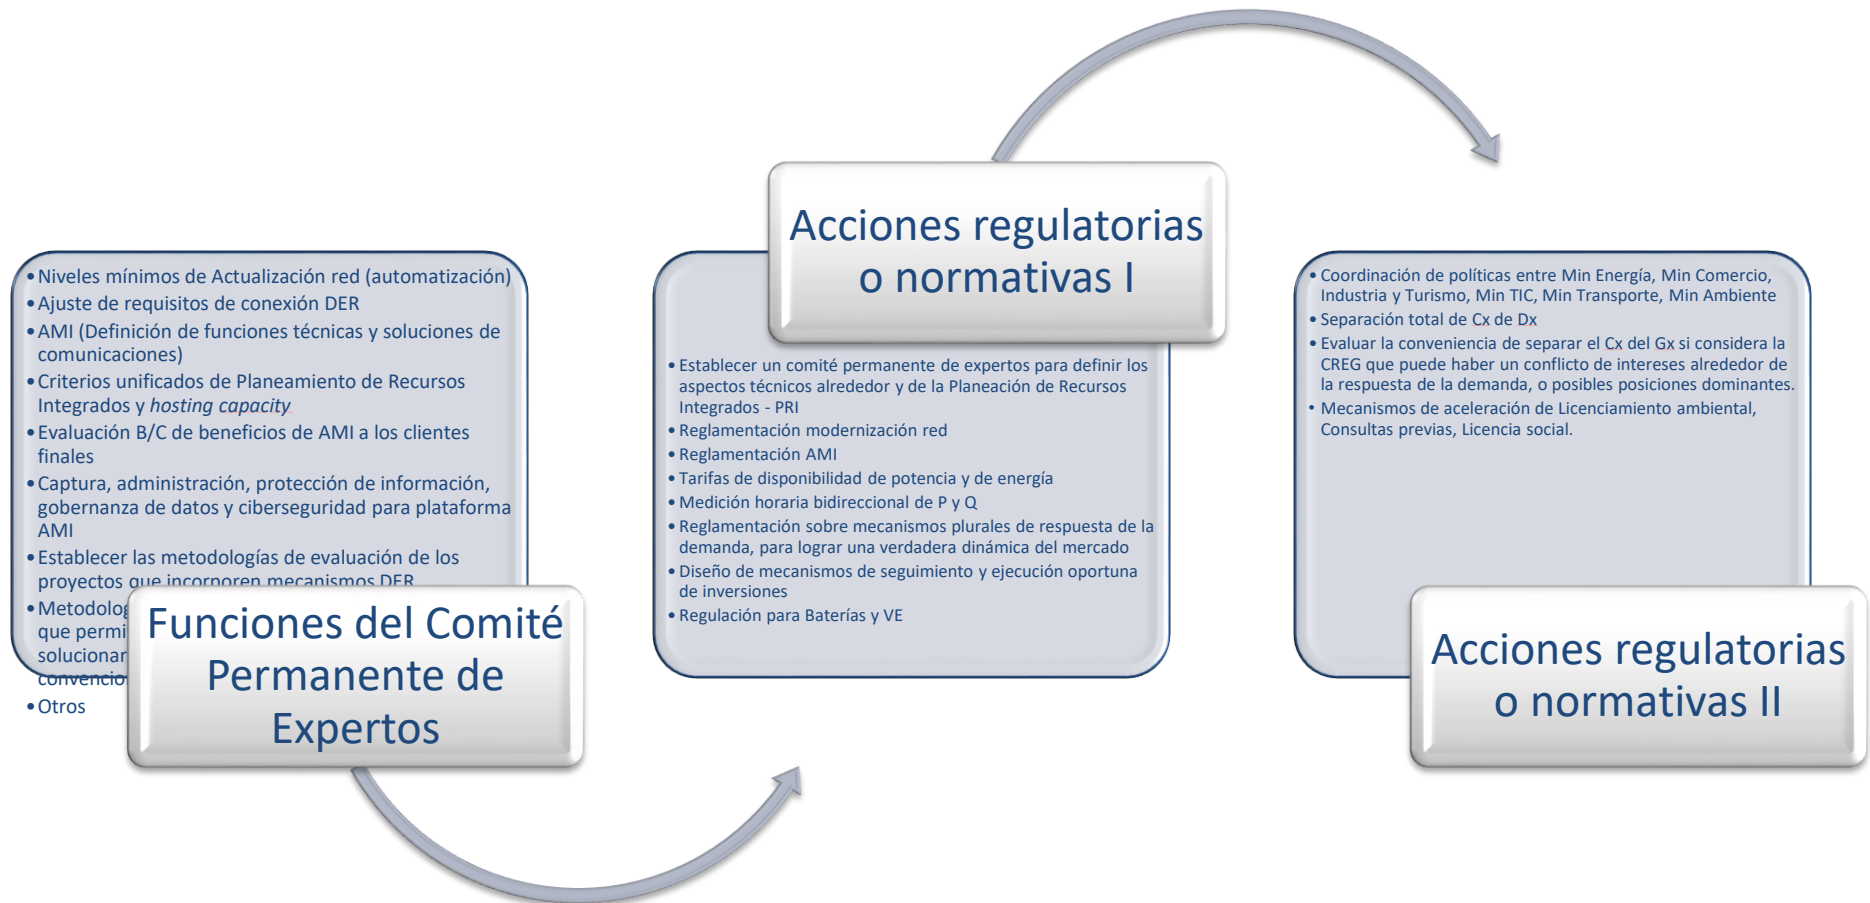 •Niveles mínimos de Actualización red (automatización)
•Ajuste de requisitos de conexión DER
•AMI (Definición de funciones técnicas y soluciones de
comunicaciones)
•Criterios unificados de Planeamiento de Recursos
Integrados y hosting capacity
•Evaluación B/C de beneficios de AMI a los clientes
finales
•Captura, administración, protección de información,
gobernanza de datos y ciberseguridad para plataforma
AMI
•Establecer las metodologías de evaluación de los
proyectos que incorporen mecanismos DER
•
que
•Otros
Funciones del Comité
Permanente de
Expertos
Acciones regulatorias
o normativas I
•Establecer un comité permanente de expertos para definir los
aspectos técnicos alrededor y de la Planeación de Recursos
Integrados - PRI
•Reglamentación modernización red
•Reglamentación AMI
•Tarifas de disponibilidad de potencia y de energía
•Medición horaria bidireccional de P y Q
•Reglamentación sobre mecanismos plurales de respuesta de la
demanda, para lograr una verdadera dinámica del mercado
•Diseño de mecanismos de seguimiento y ejecución oportuna
de inversiones
•Regulación para Baterías y VE
•Coordinación de políticas entre Min Energía, Min Comercio,
Industria y Turismo, Min TIC, Min Transporte, Min Ambiente
•Separación total de Cx de Dx
•Evaluar la conveniencia de separar el Cx del Gx si considera la
CREG que puede haber un conflicto de intereses alrededor de
la respuesta de la demanda, o posibles posiciones dominantes.
• Mecanismos de aceleración de Licenciamiento ambiental,
Consultas previas, Licencia social.
Acciones regulatorias
o normativas II